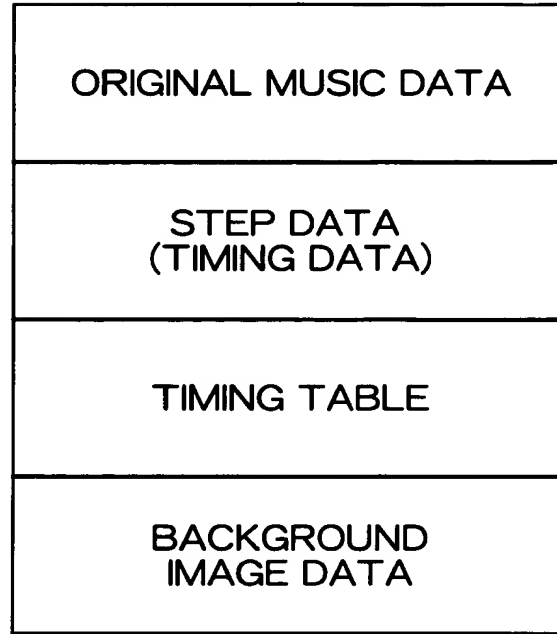 ORIGINAL MUSIC DATA
STEP DATA
(TIMING DATA)
TIMING TABLE
BACKGROUND
IMAGE DATA